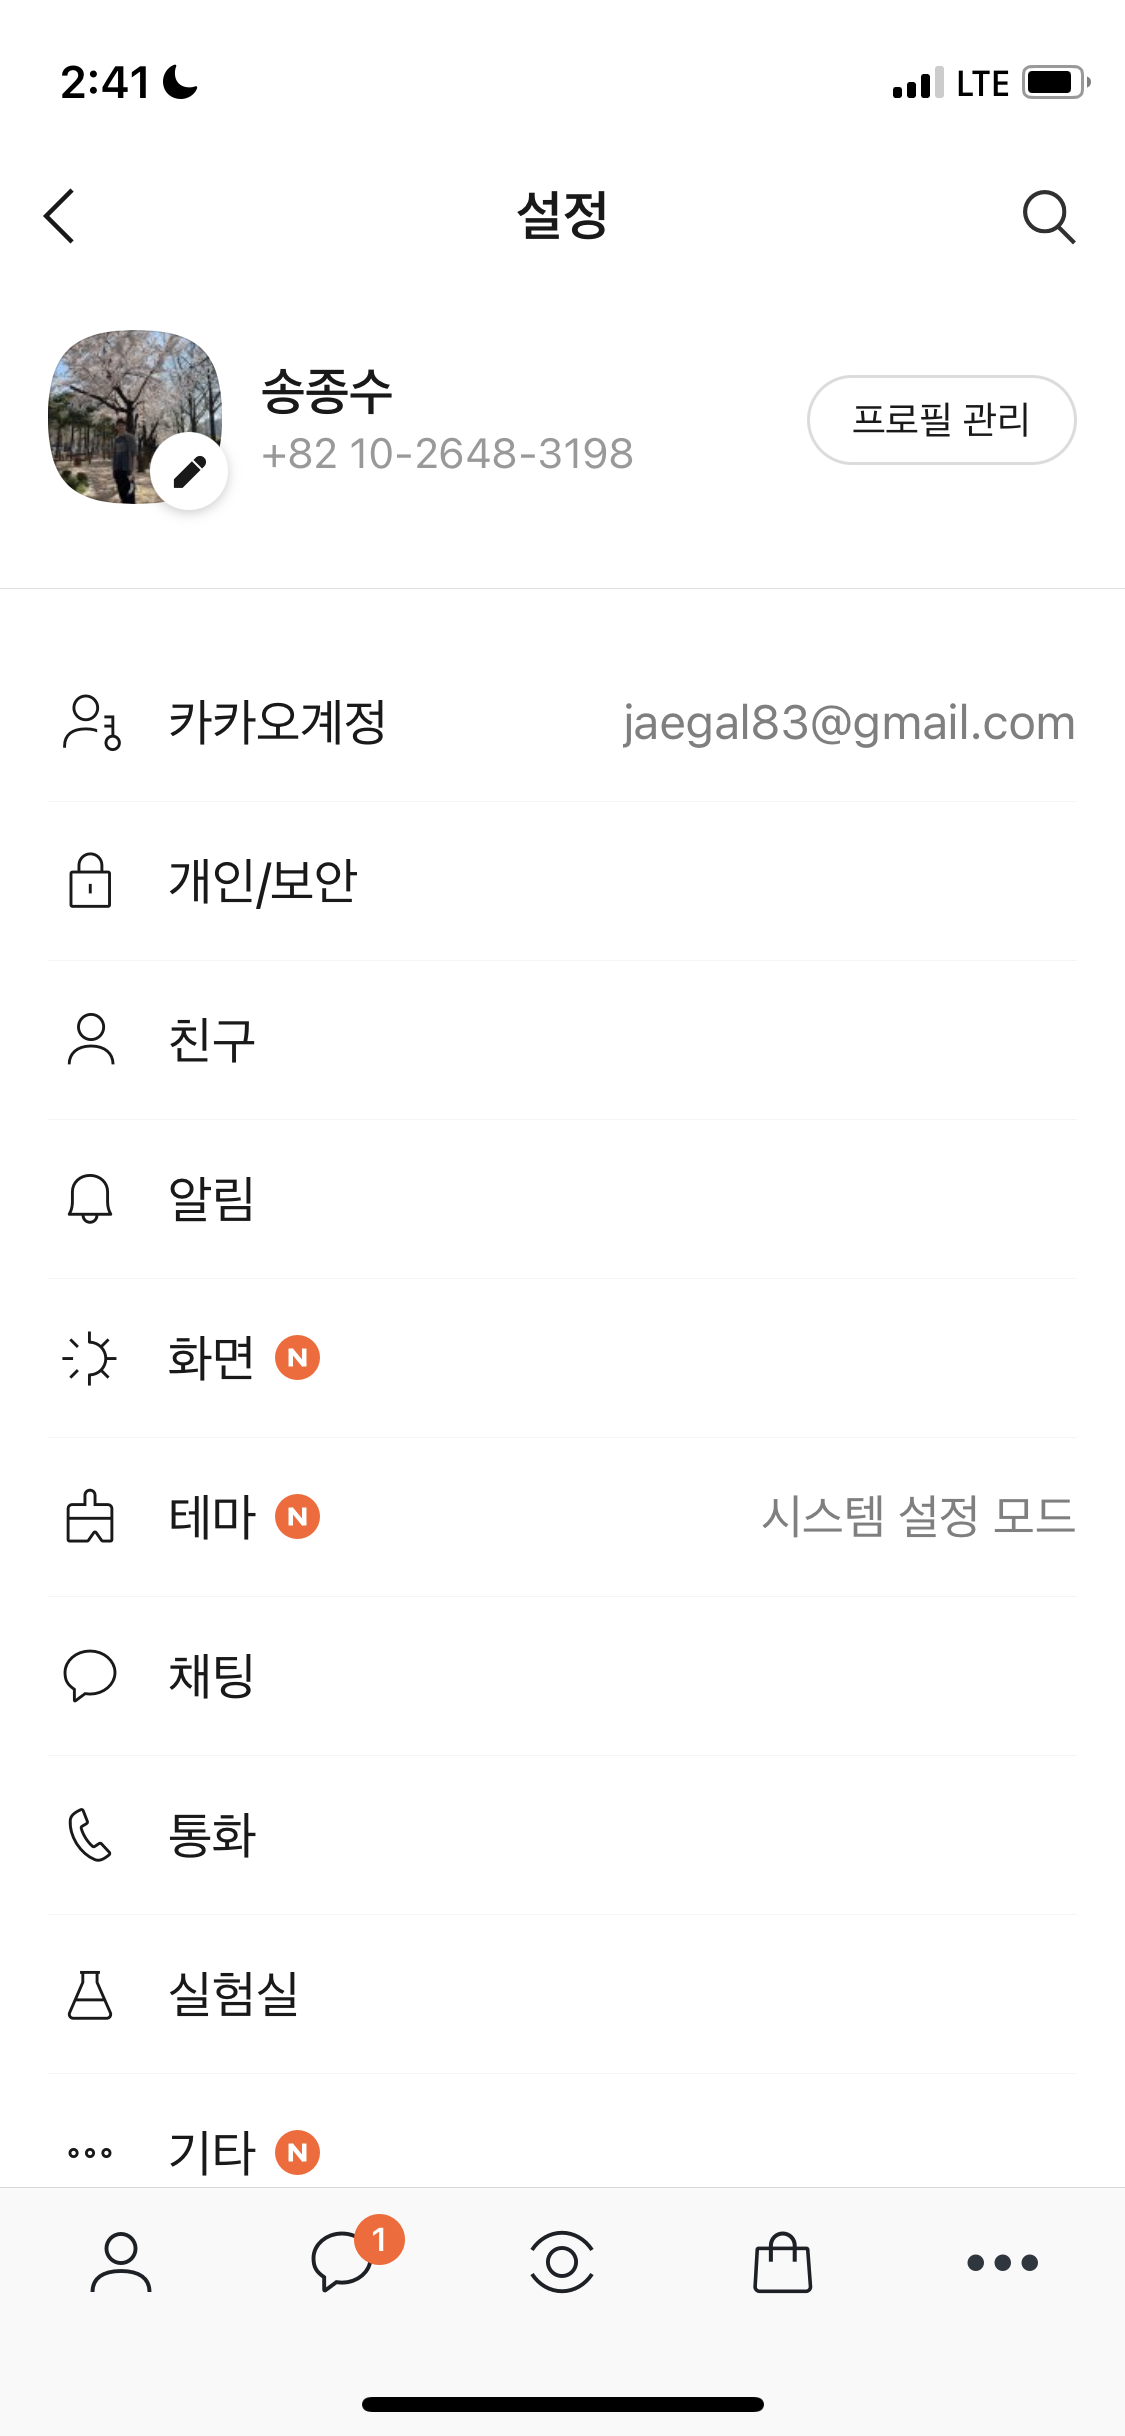 2:41 LTE
설정
송종수
+82 10-2648-3198
프로필 관리
카카오계정 jaegal83@gmail.com
개인/보안
친구
알림
화면 N
테마 N 시스템 설정 모드
채팅
통화
실험실
기타 N
1